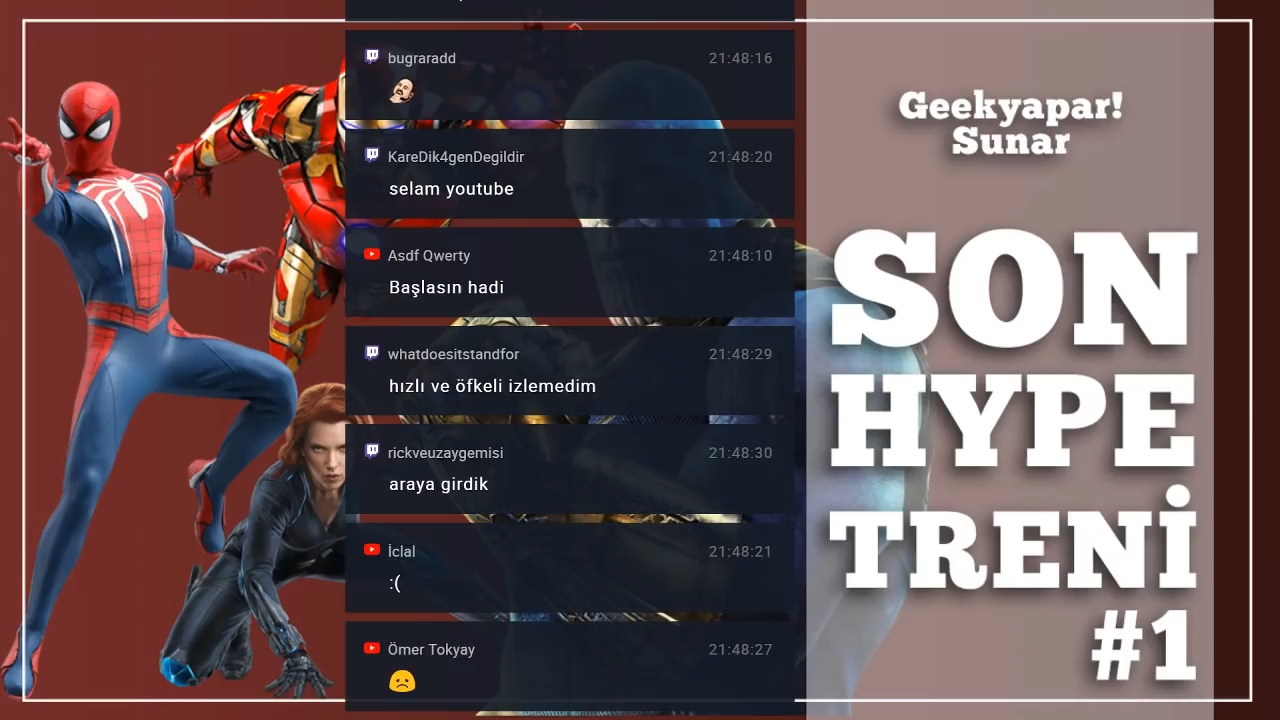 bugraradd 21:48:16
KareDik4genDegildir 21:48:20
selam youtube
Asdf Qwerty 21:48:10
Başlasın hadi
whatdoesitstandfor 21:48:29
hızlı ve öfkeli izlemedim
rickveuzaygemisi 21:48:30
araya girdik
İclal 21:48:21
:(
Ömer Tokyay 21:48:27
Geekyapar!
Sunar
SON
HYPE
TRENİ
#1